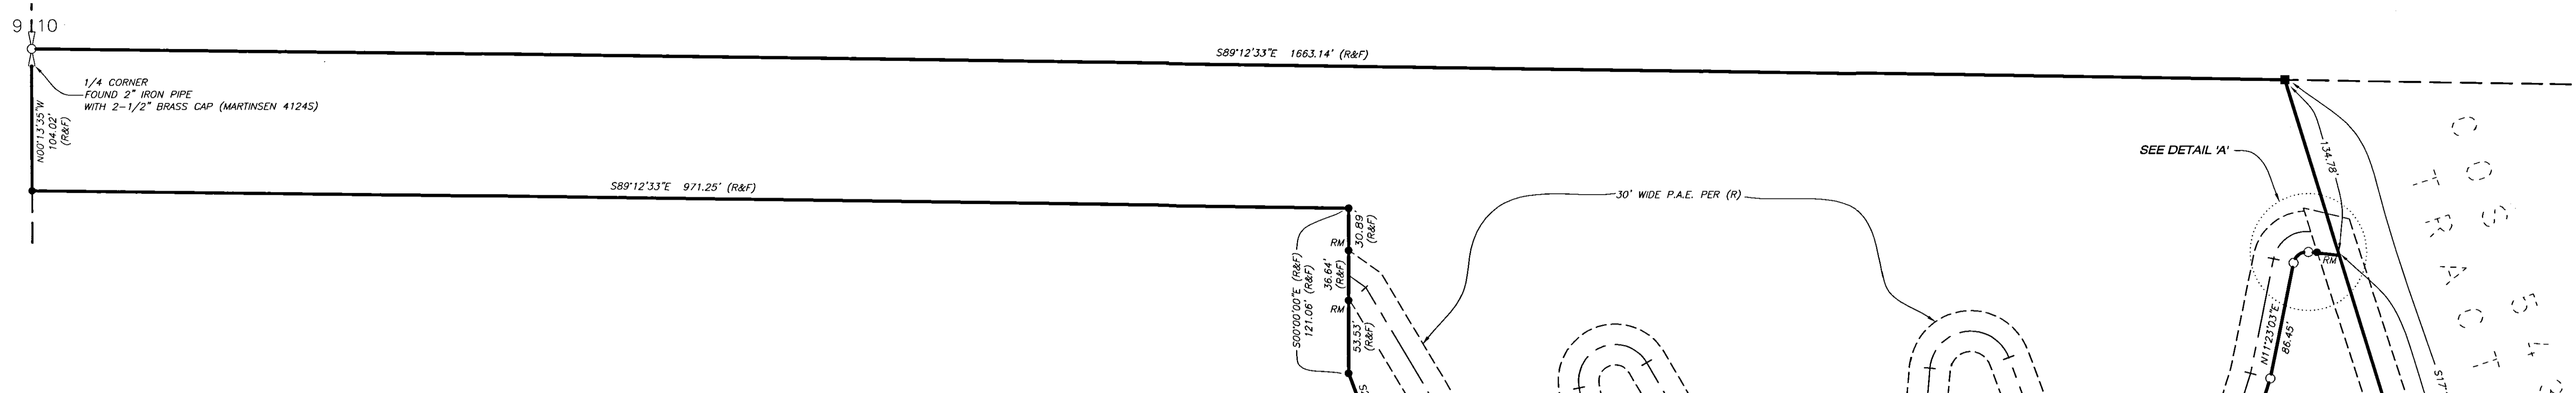 9 10
S89°12'33"E 1663.14' (R&F)
1/4 CORNER
FOUND 2" IRON PIPE
WITH 2-1/2" BRASS CAP (MARTINSEN 4124S)
N00°13'35"W
104.02'
(R&F)
S89°12'33"E 971.25' (R&F)
30' WIDE P.A.E. PER (R)
SEE DETAIL 'A'
134.78'
COS 543
TRACT
S00°00'00"E (R&F)
121.06' (R&F)
RM
30.89'
(R&F)
36.64'
(R&F)
RM
53.53'
(R&F)
RM
N11°23'03"E
86.45'
S17